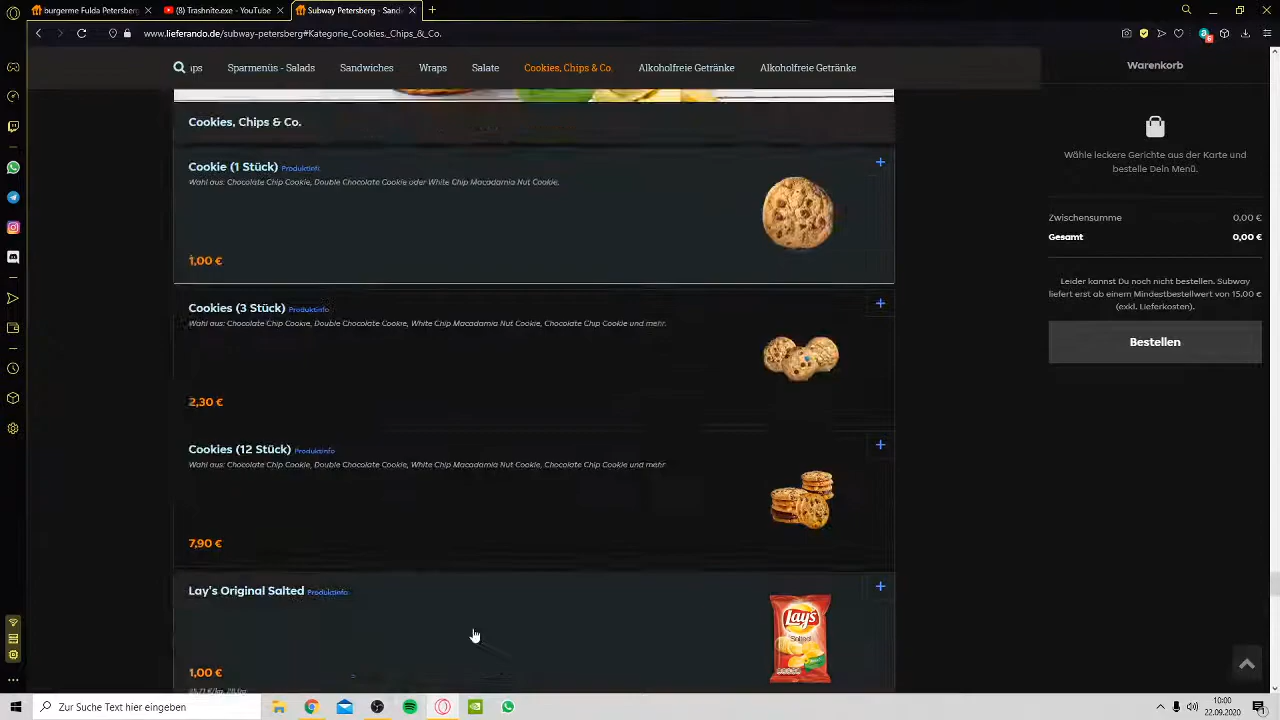 burgerme Fulda Petersberg
(8) Trashnite.exe - YouTube
Subway Petersberg - Sand
www.lieferando.de/subway-petersberg#Kategorie_Cookies,_Chips_&_Co.
ips Sparmenüs - Salads Sandwiches Wraps Salate Cookies, Chips & Co. Alkoholfreie Getränke Alkoholfreie Getränke
Warenkorb
Cookies, Chips & Co.
Cookie (1 Stück) Produktinfo
Wahl aus: Chocolate Chip Cookie, Double Chocolate Cookie oder White Chip Macadamia Nut Cookie.
1,00 €
Cookies (3 Stück) Produktinfo
Wahl aus: Chocolate Chip Cookie, Double Chocolate Cookie, White Chip Macadamia Nut Cookie, Chocolate Chip Cookie und mehr.
2,30 €
Cookies (12 Stück) Produktinfo
Wahl aus: Chocolate Chip Cookie, Double Chocolate Cookie, White Chip Macadamia Nut Cookie, Chocolate Chip Cookie und mehr
7,90 €
Lay's Original Salted Produktinfo
Lay's
Salted
1,00 €
Wähle leckere Gerichte aus der Karte und
bestelle Dein Menü.
Zwischensumme 0,00 €
Gesamt 0,00 €
Leider kannst Du noch nicht bestellen. Subway
liefert erst ab einem Mindestbestellwert von 15,00 €
(exkl. Lieferkosten).
Bestellen
Zur Suche Text hier eingeben
10:00
22.09.2020